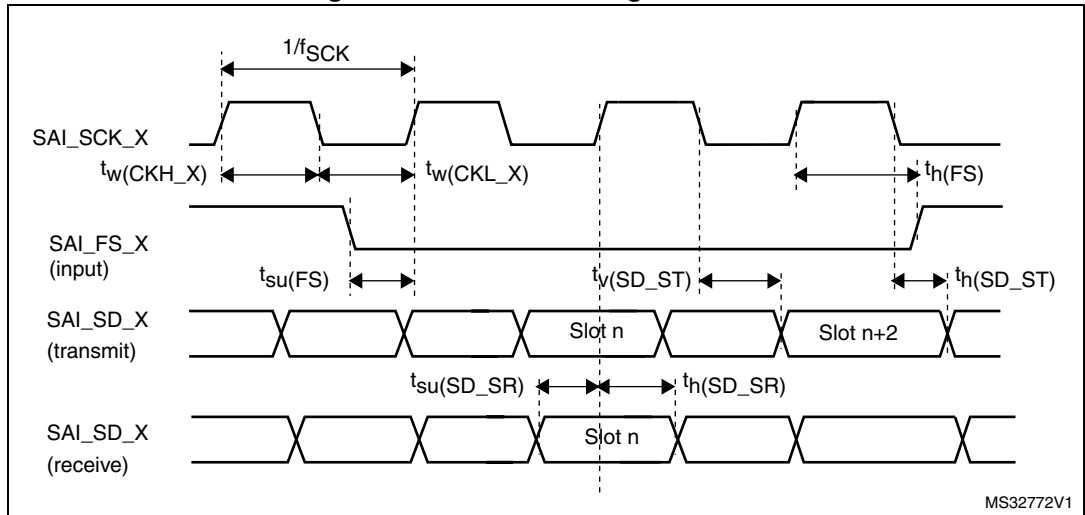 1/fSCK
SAI_SCK_X
tw(CKH_X)
tw(CKL_X)
th(FS)
SAI_FS_X
(input)
tsu(FS)
tv(SD_ST)
th(SD_ST)
SAI_SD_X
(transmit)
Slot n
Slot n+2
tsu(SD_SR)
th(SD_SR)
SAI_SD_X
(receive)
Slot n
MS32772V1